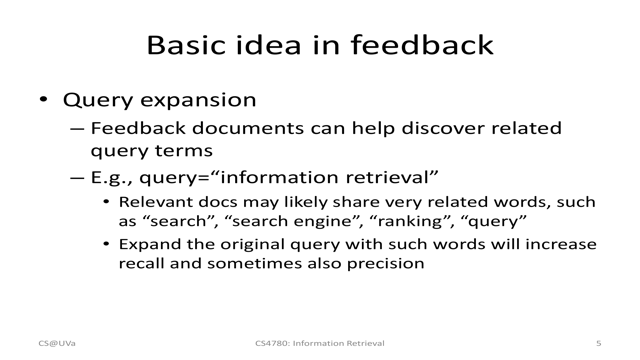 Basic idea in feedback
• Query expansion
– Feedback documents can help discover related
query terms
– E.g., query=“information retrieval”
• Relevant docs may likely share very related words, such
as “search”, “search engine”, “ranking”, “query”
• Expand the original query with such words will increase
recall and sometimes also precision
CS@UVa
CS4780: Information Retrieval
5